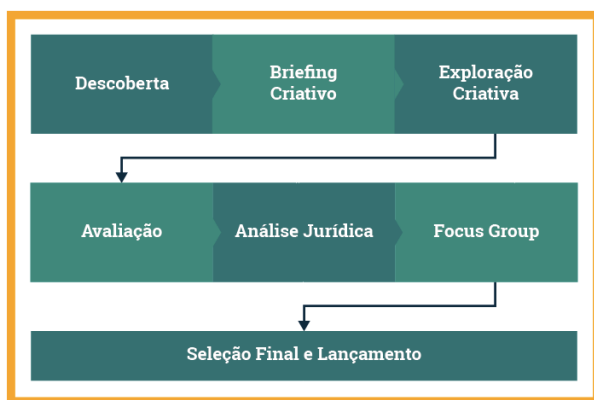 Descoberta
Briefing
Criativo
Exploração
Criativa
Avaliação
Análise Jurídica
Focus Group
Seleção Final e Lançamento